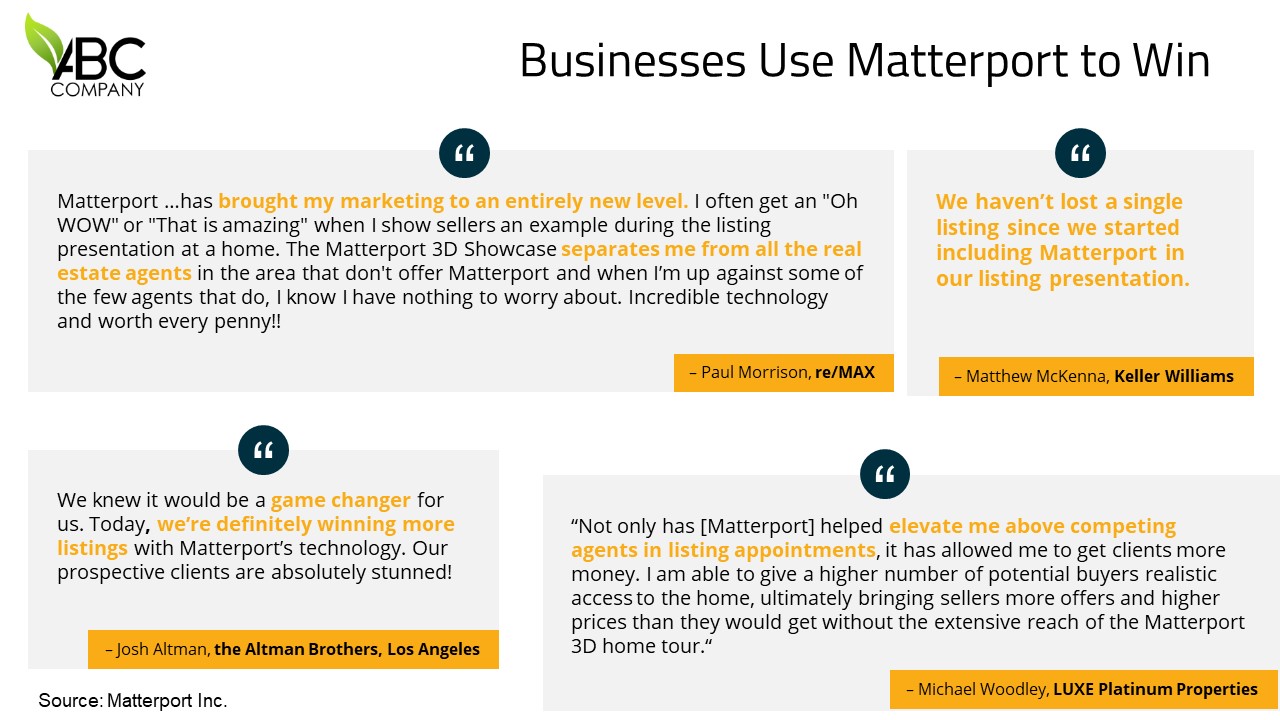 ABC
COMPANY
Businesses Use Matterport to Win
“
Matterport ...has brought my marketing to an entirely new level. I often get an "Oh
WOW" or "That is amazing" when I show sellers an example during the listing
presentation at a home. The Matterport 3D Showcase separates me from all the real
estate agents in the area that don't offer Matterport and when I’m up against some of
the few agents that do, I know I have nothing to worry about. Incredible technology
and worth every penny!!
– Paul Morrison, re/MAX
“
We haven’t lost a single
listing since we started
including Matterport in
our listing presentation.
– Matthew McKenna, Keller Williams
“
We knew it would be a game changer for
us. Today, we’re definitely winning more
listings with Matterport’s technology. Our
prospective clients are absolutely stunned!
– Josh Altman, the Altman Brothers, Los Angeles
“
“Not only has [Matterport] helped elevate me above competing
agents in listing appointments, it has allowed me to get clients more
money. I am able to give a higher number of potential buyers realistic
access to the home, ultimately bringing sellers more offers and higher
prices than they would get without the extensive reach of the Matterport
3D home tour.“
– Michael Woodley, LUXE Platinum Properties
Source: Matterport Inc.